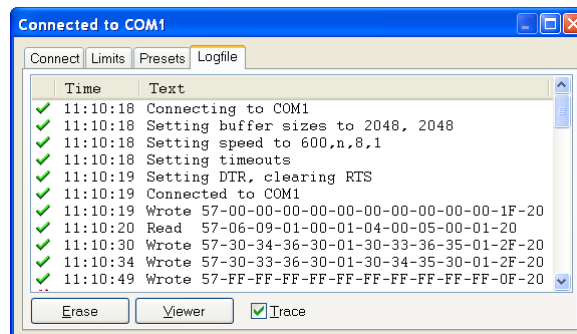 Connected to COM1
Connect Limits Presets Logfile
Time Text
11:10:18 Connecting to COM1
11:10:18 Setting buffer sizes to 2048, 2048
11:10:18 Setting speed to 600,n,8,1
11:10:18 Setting timeouts
11:10:19 Setting DTR, clearing RTS
11:10:19 Connected to COM1
11:10:19 Wrote 57-00-00-00-00-00-00-00-00-00-00-1F-20
11:10:20 Read 57-06-09-01-00-01-04-00-05-00-01-20
11:10:30 Wrote 57-30-34-36-30-01-30-33-36-35-01-2F-20
11:10:34 Wrote 57-30-35-36-30-01-30-34-35-30-01-2F-20
11:10:49 Wrote 57-FF-FF-FF-FF-FF-FF-FF-FF-FF-FF-0F-20
Erase Viewer Trace